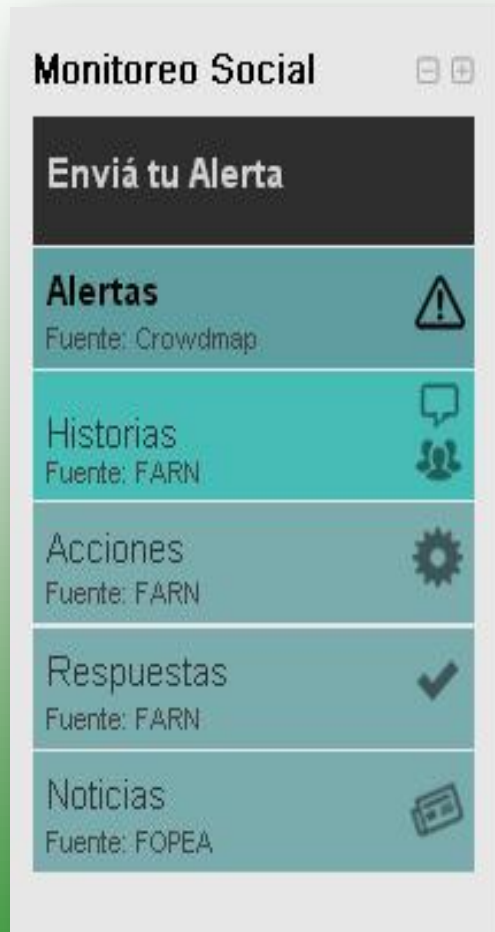 Monitoreo Social
Enviá tu Alerta
Alertas
Fuente: Crowdmap
Historias
Fuente: FARN
Acciones
Fuente: FARN
Respuestas
Fuente: FARN
Noticias
Fuente: FOPEA